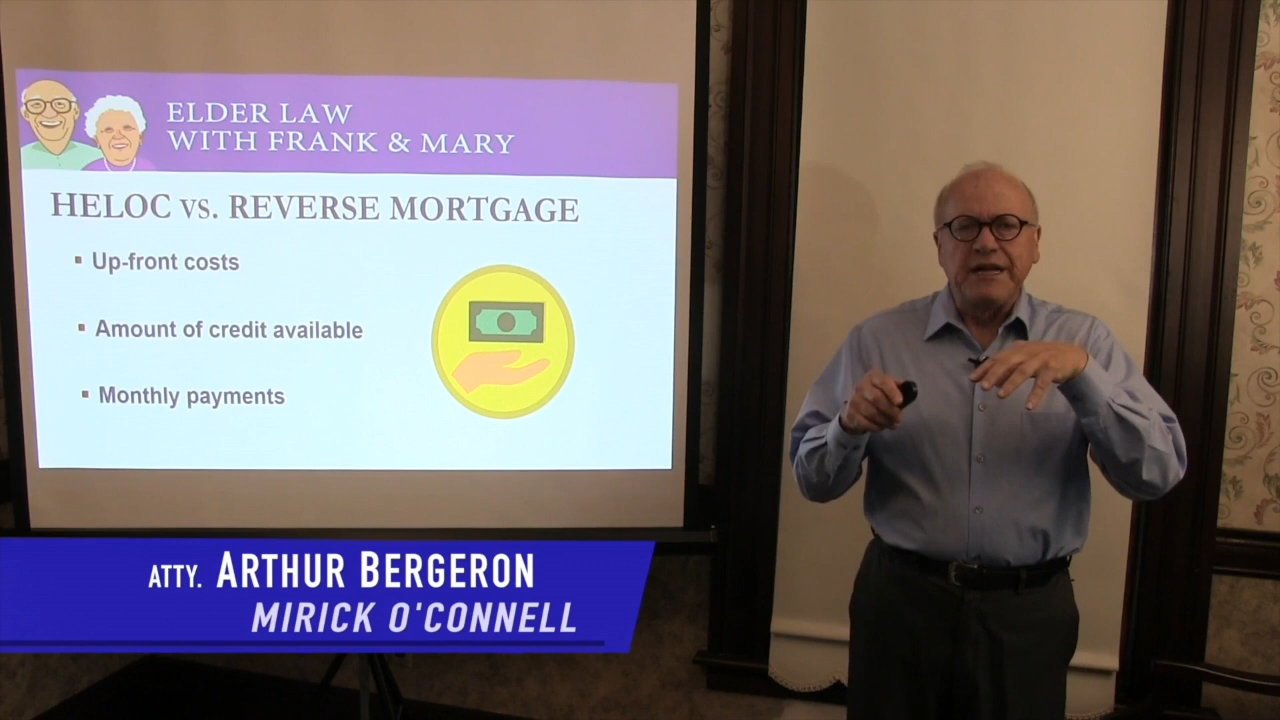 ELDER LAW
WITH FRANK & MARY
HELOC VS. REVERSE MORTGAGE
▪ Up-front costs
▪ Amount of credit available
▪ Monthly payments
ATTY. ARTHUR BERGERON
MIRICK O'CONNELL